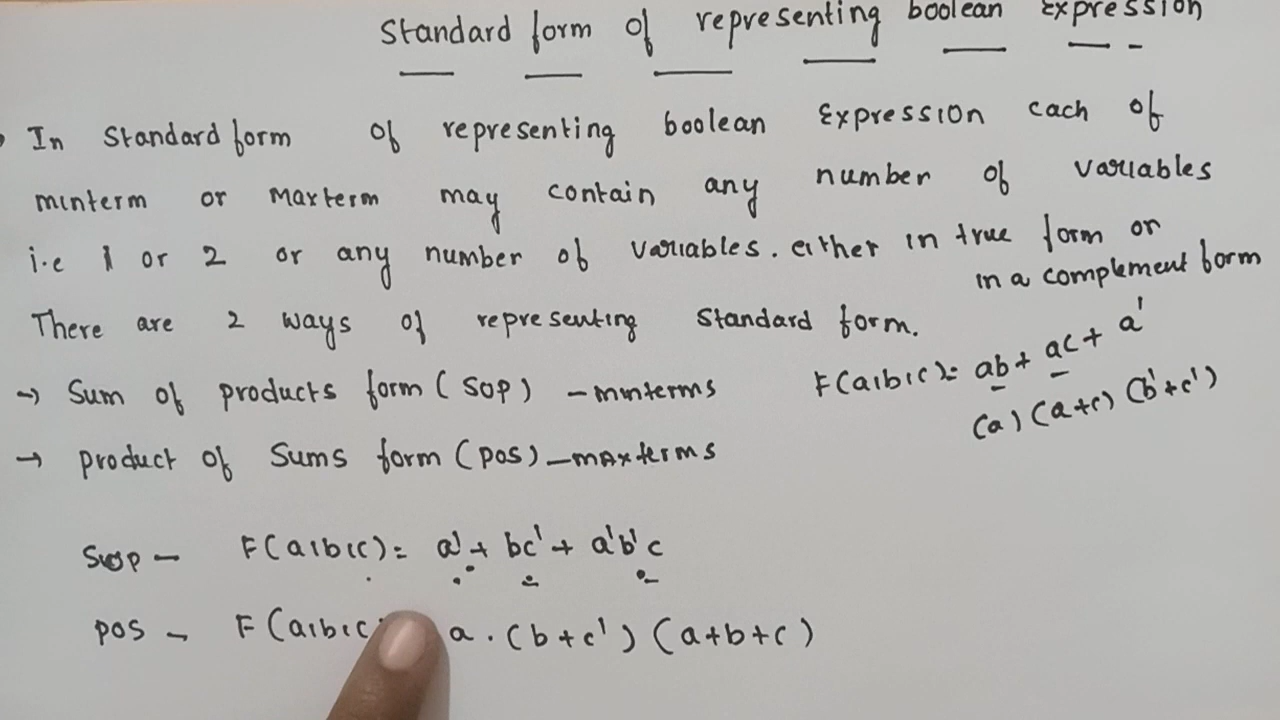 Standard form of representing boolean Expression
In Standard form of representing boolean Expression each of
minterm or Maxterm may contain any number of variables
i.e 1 or 2 or any number of variables. either in true form or
in a complement form
There are 2 ways of representing Standard form.
→ Sum of products form (SOP) - minterms
F(a,b,c)= ab + ac + a'
(a) (a+c) (b'+c')
→ product of Sums form (pos) - maxterms
SOP - F(a,b,c)= a' + bc' + a'b'c
pos - F(a,b,c a . (b+c') (a+b+c)